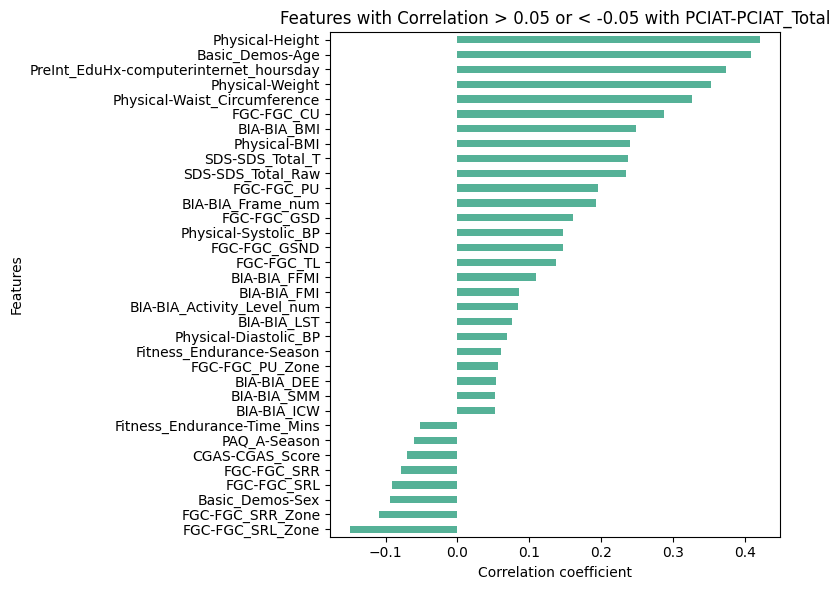 Features with Correlation > 0.05 or < -0.05 with PCIAT-PCIAT_Total
Features
Physical-Height
Basic_Demos-Age
PreInt_EduHx-computerinternet_hoursday
Physical-Weight
Physical-Waist_Circumference
FGC-FGC_CU
BIA-BIA_BMI
Physical-BMI
SDS-SDS_Total_T
SDS-SDS_Total_Raw
FGC-FGC_PU
BIA-BIA_Frame_num
FGC-FGC_GSD
Physical-Systolic_BP
FGC-FGC_GSND
FGC-FGC_TL
BIA-BIA_FFMI
BIA-BIA_FMI
BIA-BIA_Activity_Level_num
BIA-BIA_LST
Physical-Diastolic_BP
Fitness_Endurance-Season
FGC-FGC_PU_Zone
BIA-BIA_DEE
BIA-BIA_SMM
BIA-BIA_ICW
Fitness_Endurance-Time_Mins
PAQ_A-Season
CGAS-CGAS_Score
FGC-FGC_SRR
FGC-FGC_SRL
Basic_Demos-Sex
FGC-FGC_SRR_Zone
FGC-FGC_SRL_Zone
−0.1 0.0 0.1 0.2 0.3 0.4
Correlation coefficient